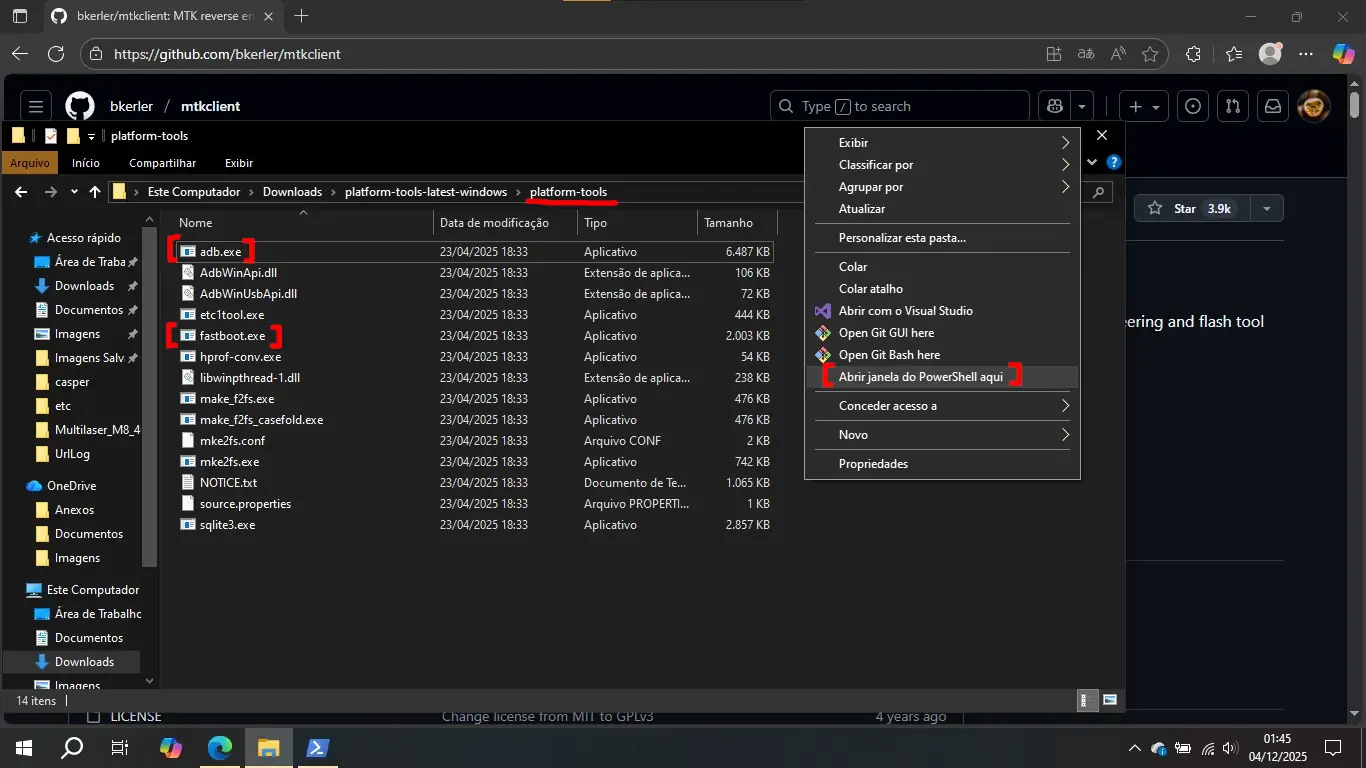 bkerler/mtkclient: MTK reverse en
https://github.com/bkerler/mtkclient
bkerler / mtkclient
Type / to search
platform-tools
Arquivo Início Compartilhar Exibir
Este Computador > Downloads > platform-tools-latest-windows > platform-tools
Star 3.9k
Nome Data de modificação Tipo Tamanho
adb.exe 23/04/2025 18:33 Aplicativo 6.487 KB
AdbWinApi.dll 23/04/2025 18:33 Extensão de aplica... 106 KB
AdbWinUsbApi.dll 23/04/2025 18:33 Extensão de aplica... 72 KB
etc1tool.exe 23/04/2025 18:33 Aplicativo 444 KB
fastboot.exe 23/04/2025 18:33 Aplicativo 2.003 KB
hprof-conv.exe 23/04/2025 18:33 Aplicativo 54 KB
libwinpthread-1.dll 23/04/2025 18:33 Extensão de aplica... 238 KB
make_f2fs.exe 23/04/2025 18:33 Aplicativo 476 KB
make_f2fs_casefold.exe 23/04/2025 18:33 Aplicativo 476 KB
mke2fs.conf 23/04/2025 18:33 Arquivo CONF 2 KB
mke2fs.exe 23/04/2025 18:33 Aplicativo 742 KB
NOTICE.txt 23/04/2025 18:33 Documento de Te... 1.065 KB
source.properties 23/04/2025 18:33 Arquivo PROPERTI... 1 KB
sqlite3.exe 23/04/2025 18:33 Aplicativo 2.857 KB
Acesso rápido
Área de Traba
Downloads
Documentos
Imagens
Imagens Salv
casper
etc
Multilaser_M8_4
UrlLog
OneDrive
Anexos
Documentos
Imagens
Este Computador
Área de Trabalho
Documentos
Downloads
Imagens
14 itens
Exibir
Classificar por
Agrupar por
Atualizar
Personalizar esta pasta...
Colar
Colar atalho
Abrir com o Visual Studio
Open Git GUI here
Open Git Bash here
Abrir janela do PowerShell aqui
Conceder acesso a
Novo
Propriedades
eering and flash tool
LICENSE Change license from MIT to GPLv3 4 years ago
01:45
04/12/2025